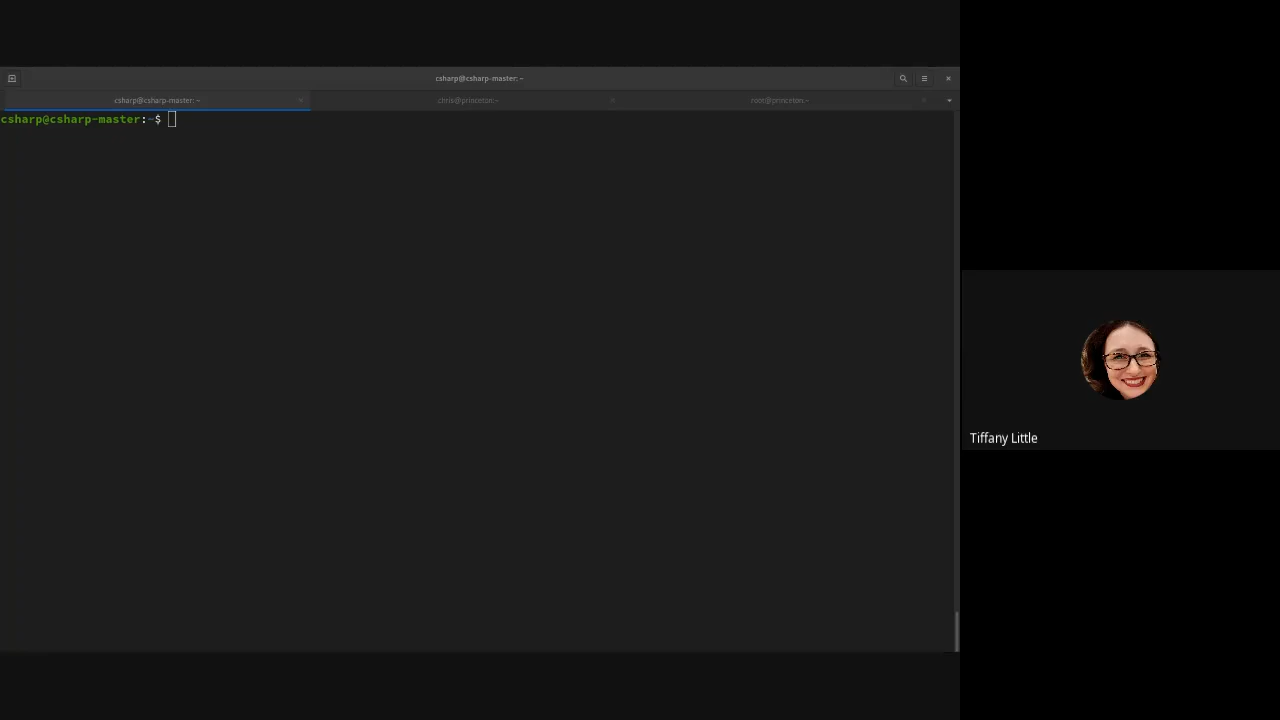 csharp@csharp-master: ~
csharp@csharp-master: ~
chris@princeton:~
root@princeton:~
csharp@csharp-master:~$
Tiffany Little